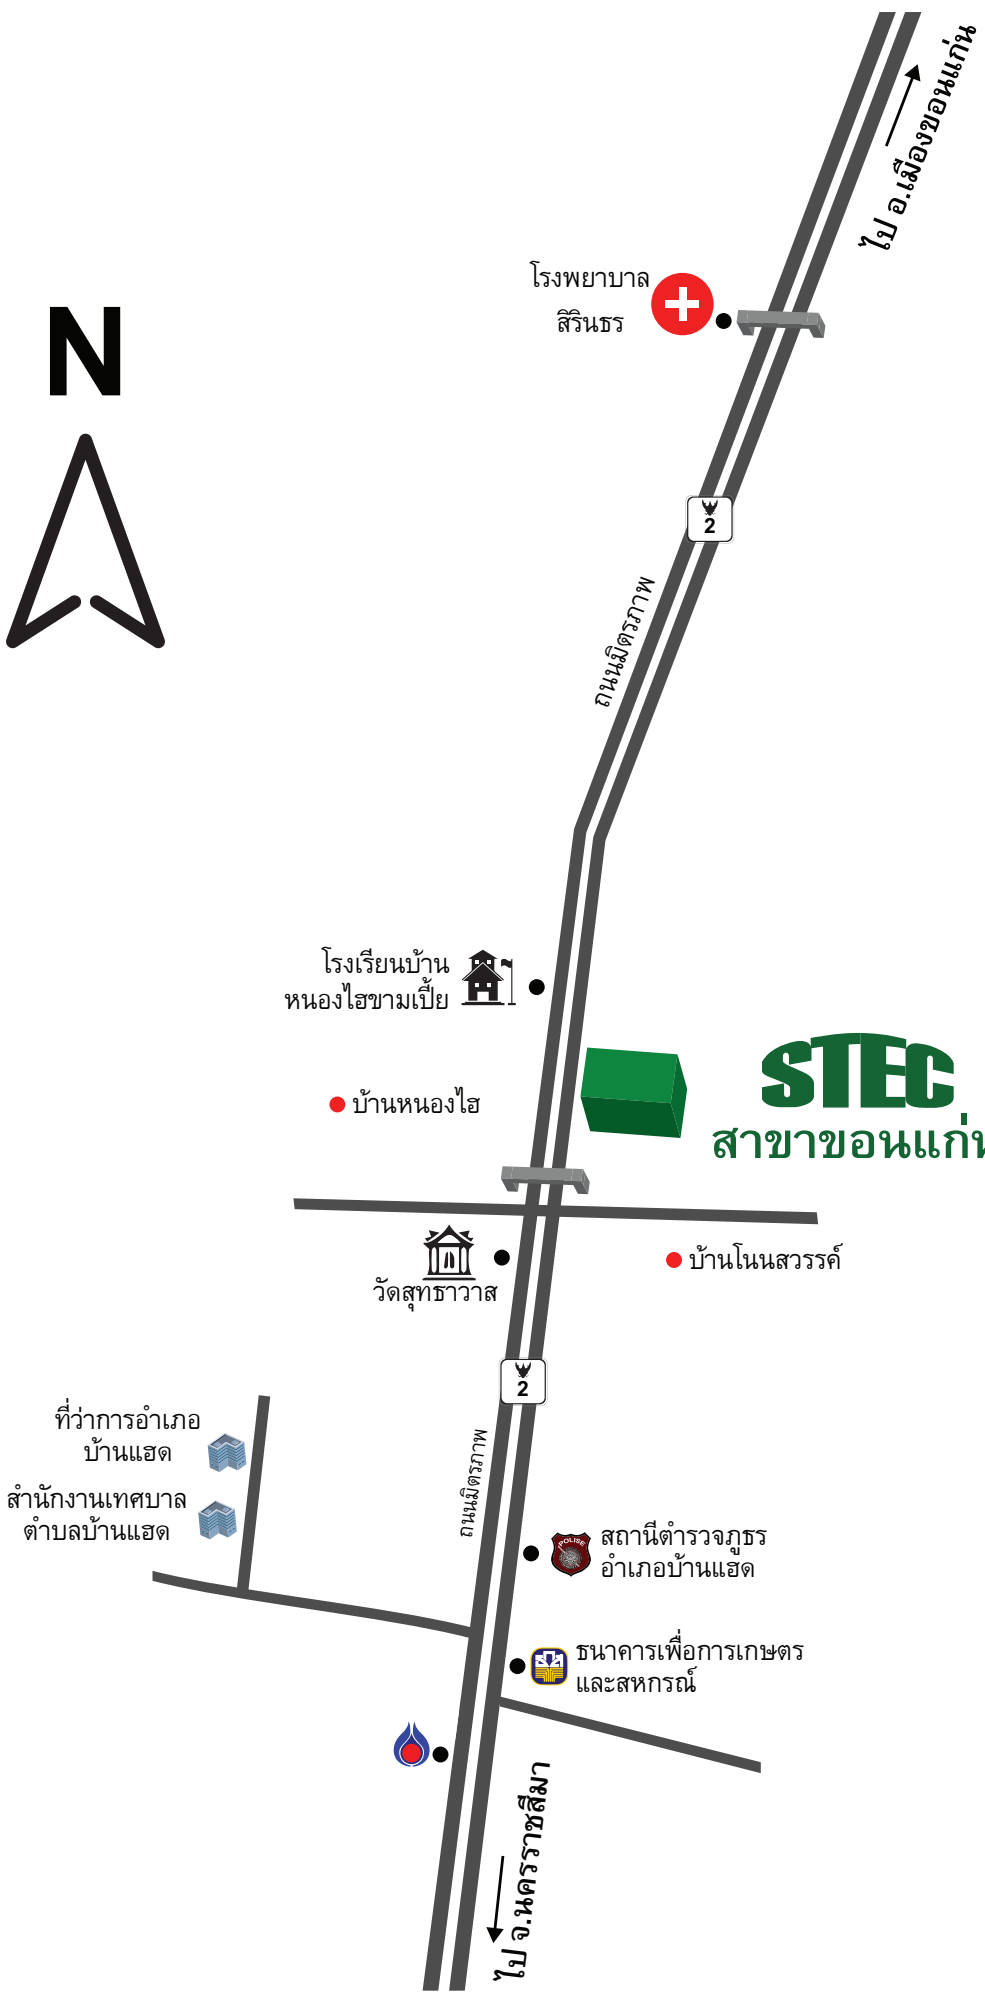 ไป อ.เมืองขอนแก่น
โรงพยาบาล
สิรินธร
N
2
ถนนมิตรภาพ
โรงเรียนบ้าน
หนองไฮขามเปี้ย
STEC
สาขาขอนแก่น
บ้านหนองไฮ
บ้านโนนสวรรค์
วัดสุทธาวาส
2
ที่ว่าการอำเภอ
บ้านแฮด
ถนนมิตรภาพ
สำนักงานเทศบาล
ตำบลบ้านแฮด
POLISE
สถานีตำรวจภูธร
อำเภอบ้านแฮด
ธนาคารเพื่อการเกษตร
และสหกรณ์
ไป จ.นครราชสีมา